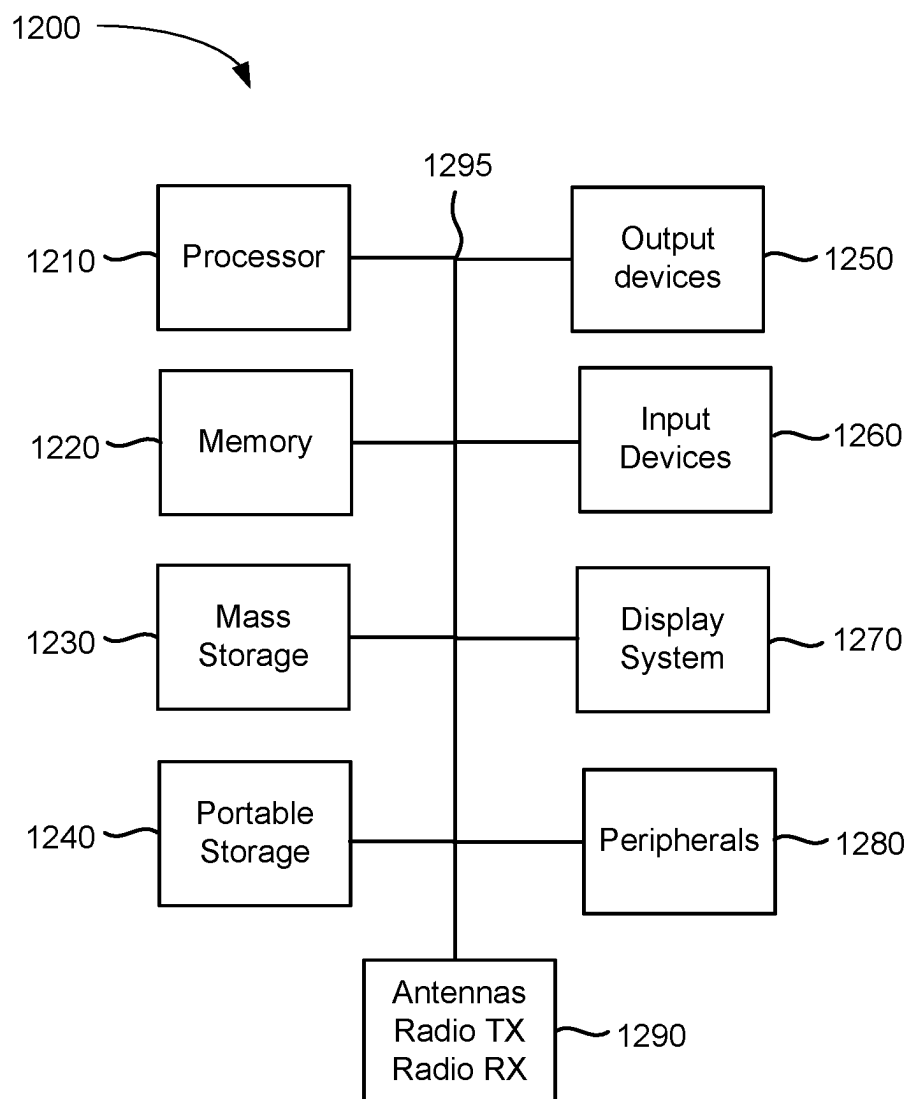 1200
1295
1210
Processor
Output
devices
1250
1220
Memory
Input
Devices
1260
1230
Mass
Storage
Display
System
1270
1240
Portable
Storage
Peripherals
1280
Antennas
Radio TX
Radio RX
1290